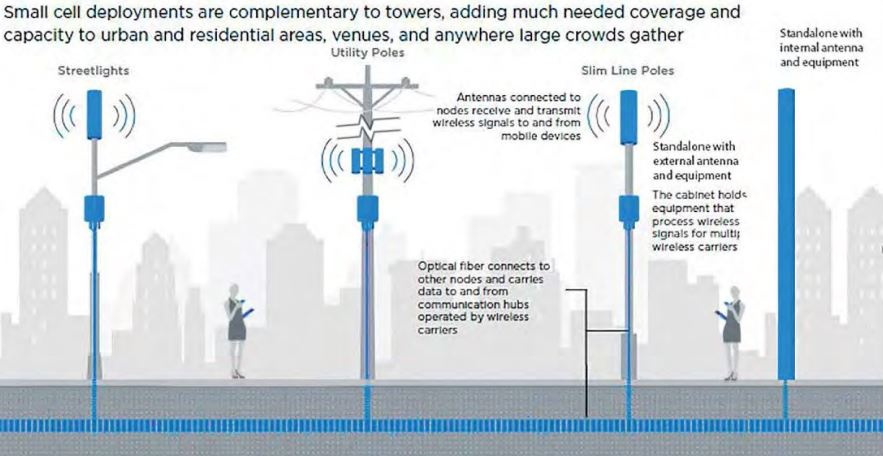 Small cell deployments are complementary to towers, adding much needed coverage and
capacity to urban and residential areas, venues, and anywhere large crowds gather
Streetlights
Utility Poles
Slim Line Poles
Standalone with
internal antenna
and equipment
Antennas connected to
nodes receive and transmit
wireless signals to and from
mobile devices
Standalone with
external antenna
and equipment
The cabinet holds
equipment that
process wireless
signals for
wireless carriers
Optical fiber connects to
other nodes and carries
data to and from
communication hubs
operated by wireless
carriers